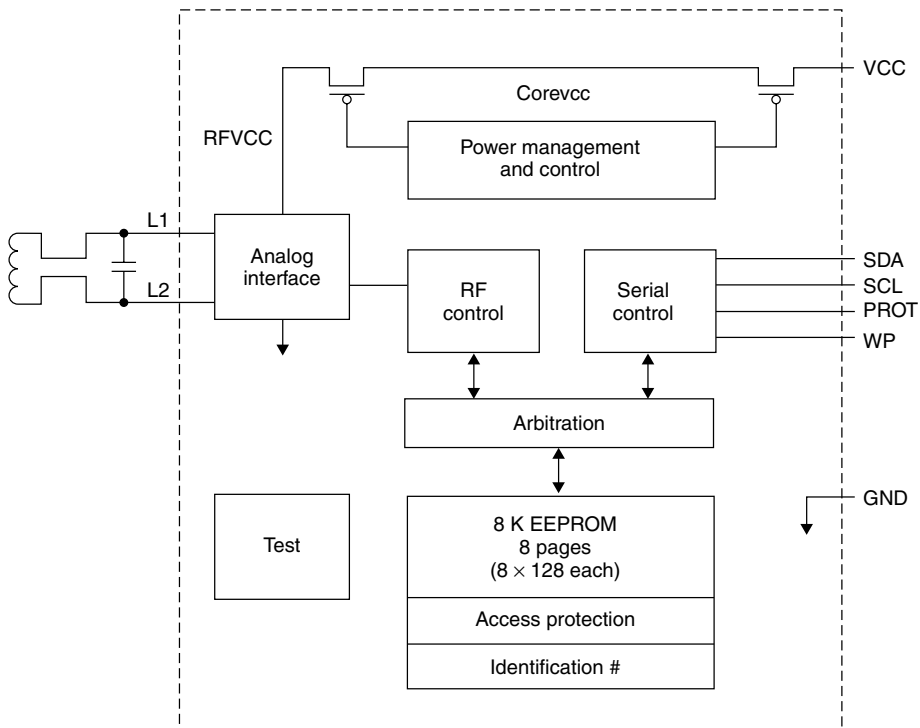 VCC
Corevcc
RFVCC
Power management
and control
L1
L2
Analog
interface
RF
control
Serial
control
SDA
SCL
PROT
WP
Arbitration
GND
Test
8 K EEPROM
8 pages
(8 × 128 each)
Access protection
Identification #